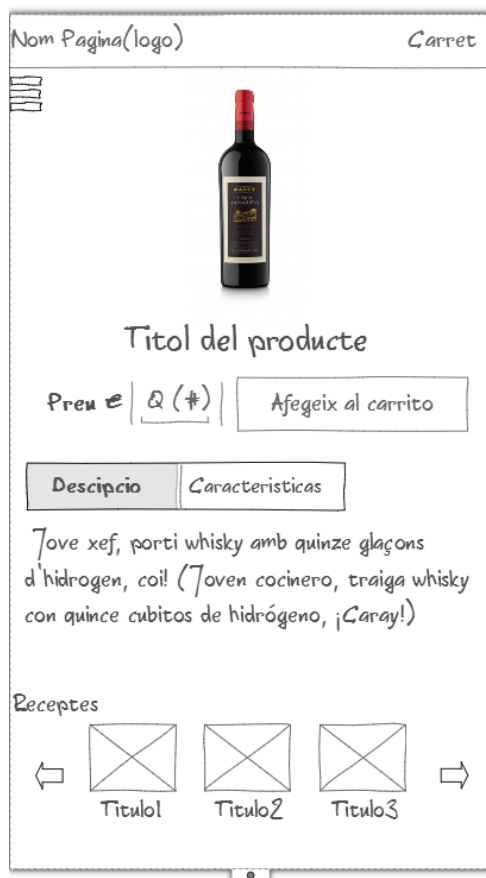 Nom Pagina(logo)
Carret
Titol del producte
Preu €
Q (#)
Afegeix al carrito
Descipcio
Caracteristicas
Jove xef, porti whisky amb quinze glaçons
d'hidrogen, coi! (Joven cocinero, traiga whisky
con quince cubitos de hidrógeno, ¡Caray!)
Receptes
Titulo1
Titulo2
Titulo3